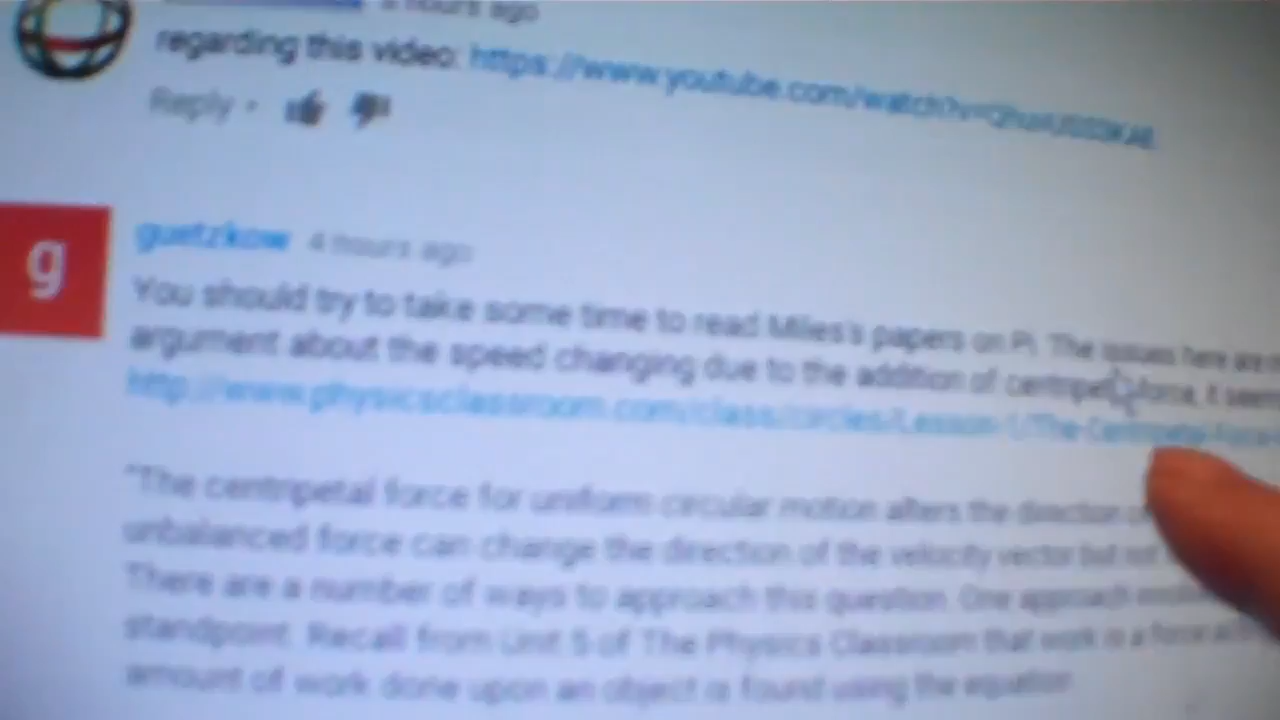 hours ago
regarding this video: https://www.youtube.com/watch?v=
Reply
g
guetzkow 4 hours ago
You should try to take some time to read Miles's papers on Pi. The issues here are
argument about the speed changing due to the addition of centripetal force, it seem
http://www.physicsclassroom.com/class/circles/Lesson-1/The-Centripetal-Force
"The centripetal force for uniform circular motion alters the direction
unbalanced force can change the direction of the velocity vector but not
There are a number of ways to approach this question. One approach
standpoint. Recall from Unit 5 of The Physics Classroom that work is a force
amount of work done upon an object is found using the equation